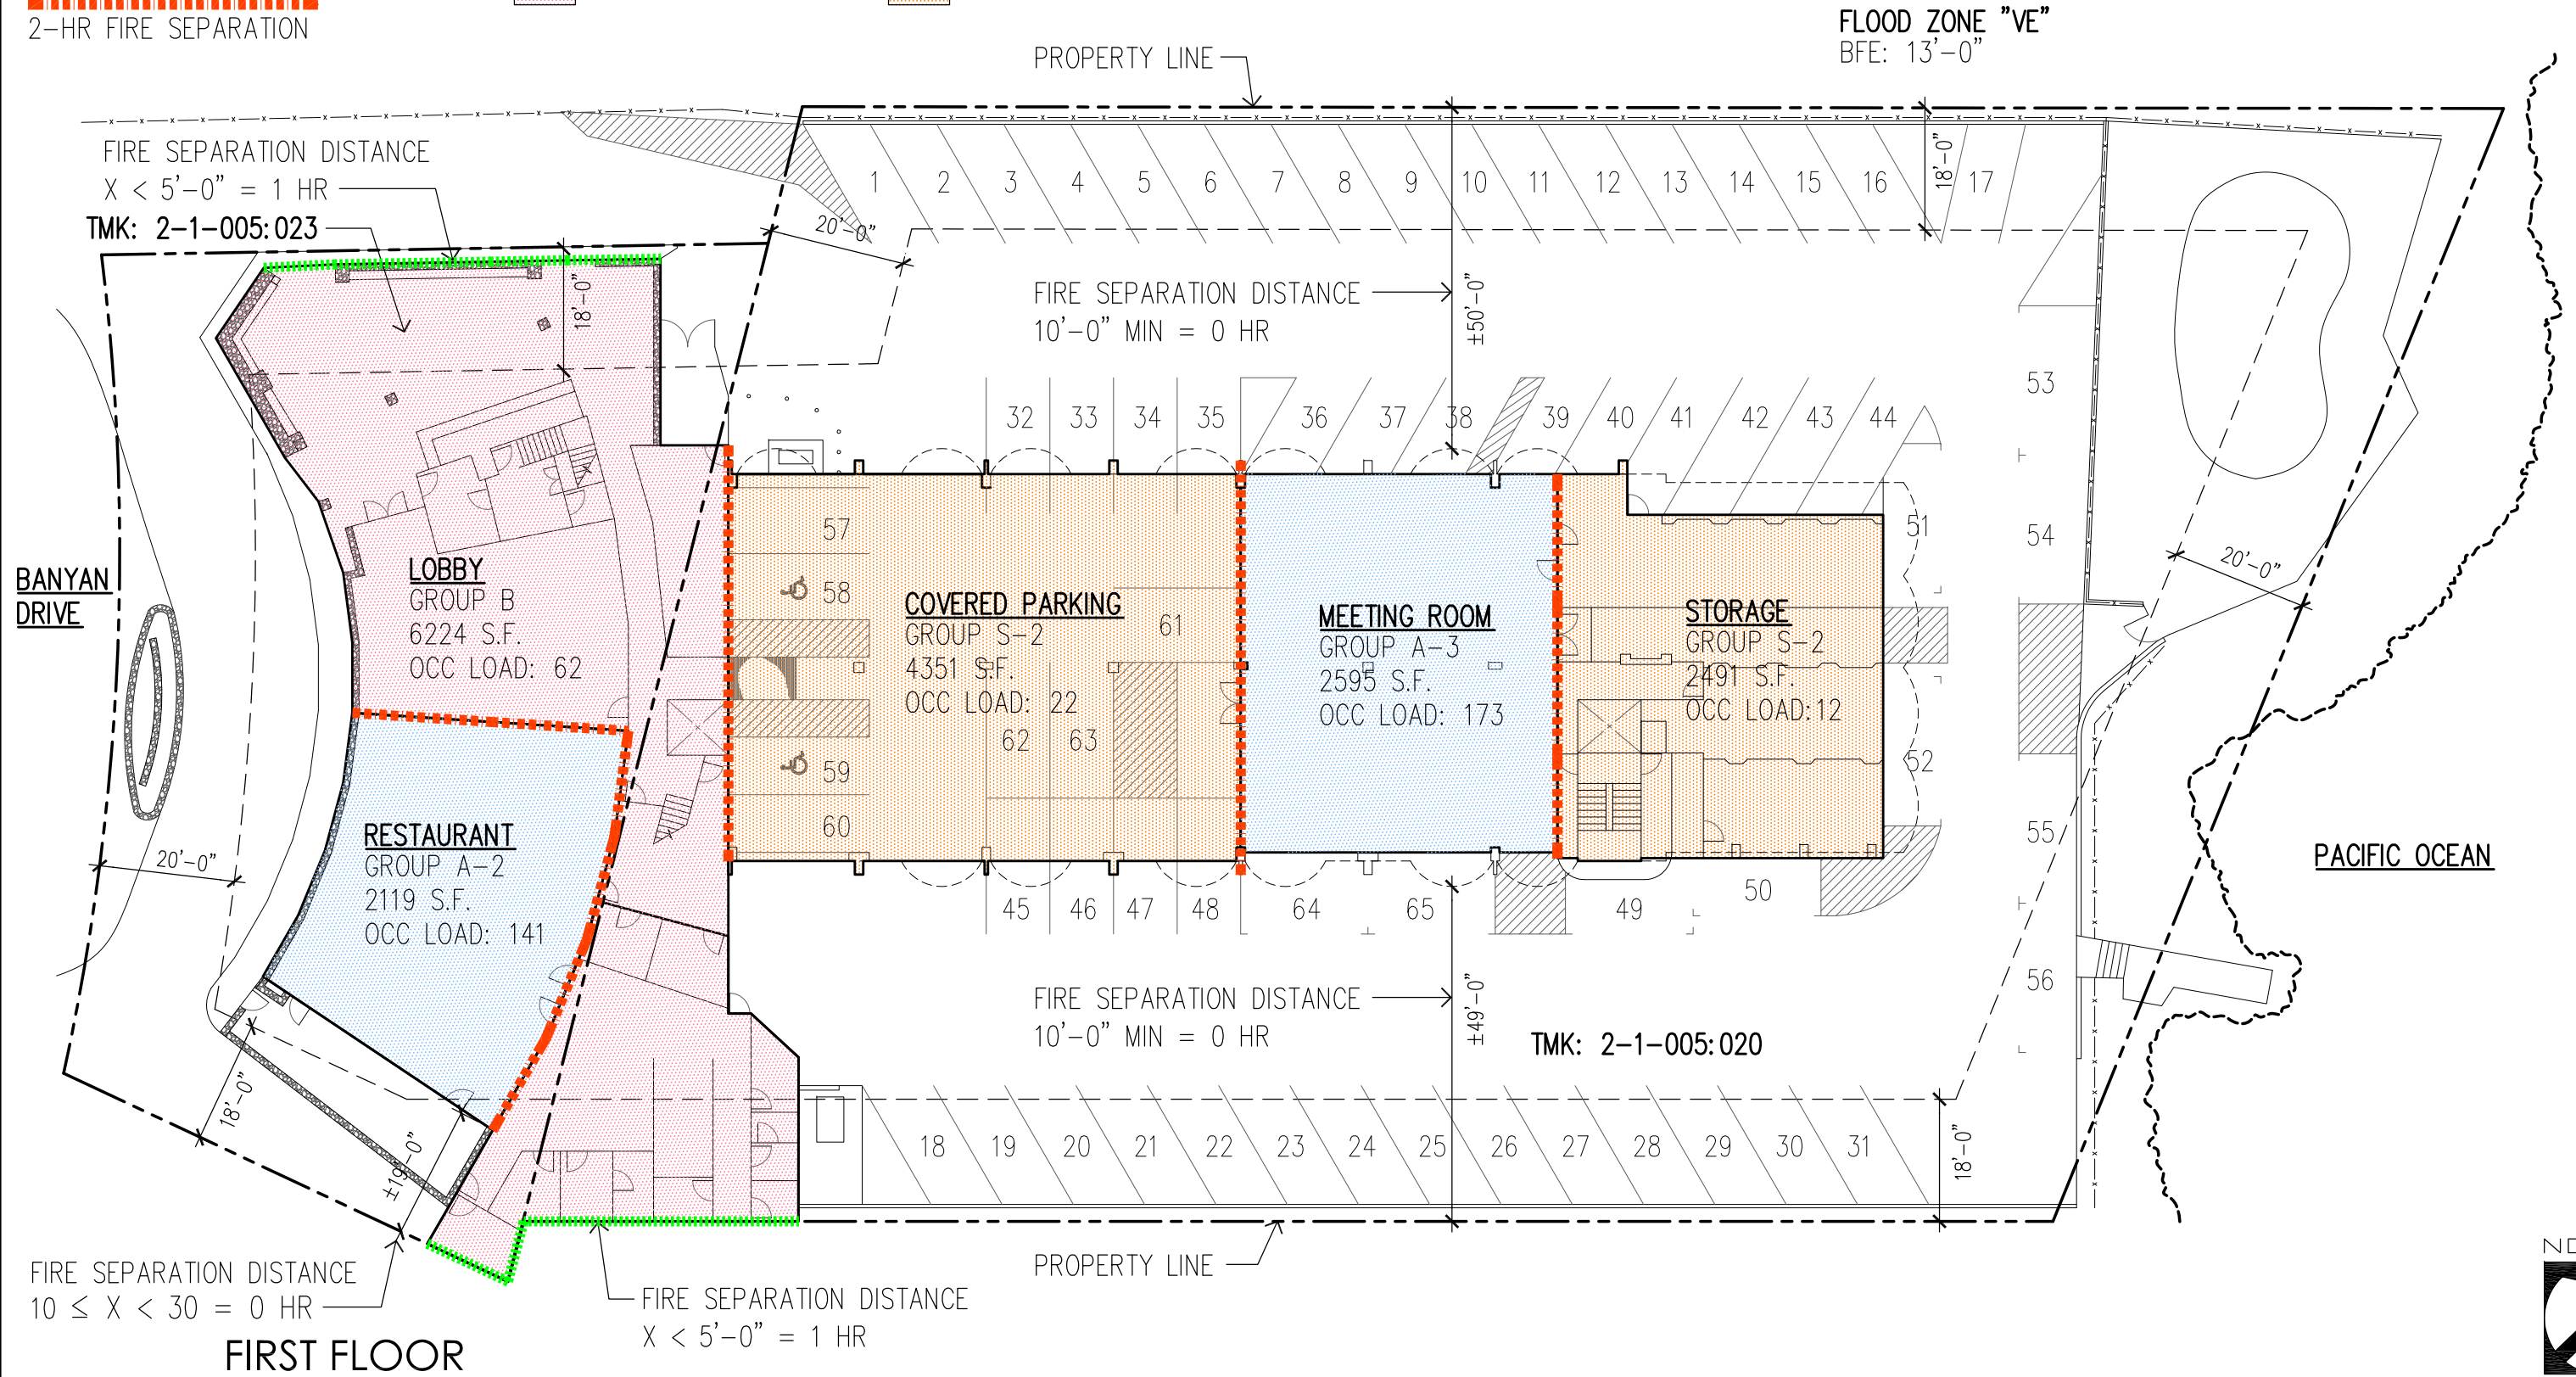 2-HR FIRE SEPARATION
FLOOD ZONE "VE"
BFE: 13'-0"
PROPERTY LINE
FIRE SEPARATION DISTANCE
X < 5'-0" = 1 HR
TMK: 2-1-005:023
1 2 3 4 5 6 7 8 9 10 11 12 13 14 15 16 17
18'-0"
20'-0"
18'-0"
FIRE SEPARATION DISTANCE
10'-0" MIN = 0 HR
±50'-0"
32 33 34 35 36 37 38 39 40 41 42 43 44
53
54
51
52
20'-0"
BANYAN
DRIVE
LOBBY
GROUP B
6224 S.F.
OCC LOAD: 62
57
58
59
60
COVERED PARKING
GROUP S-2
4351 S.F.
OCC LOAD: 22
61
62 63
MEETING ROOM
GROUP A-3
2595 S.F.
OCC LOAD: 173
STORAGE
GROUP S-2
2491 S.F.
OCC LOAD:12
RESTAURANT
GROUP A-2
2119 S.F.
OCC LOAD: 141
20'-0"
55
56
PACIFIC OCEAN
45 46 47 48 64 65 49 50
FIRE SEPARATION DISTANCE
10'-0" MIN = 0 HR
±49'-0"
TMK: 2-1-005:020
18'-0"
±19'-0"
18 19 20 21 22 23 24 25 26 27 28 29 30 31
18'-0"
PROPERTY LINE
FIRE SEPARATION DISTANCE
10 ≤ X < 30 = 0 HR
FIRE SEPARATION DISTANCE
X < 5'-0" = 1 HR
FIRST FLOOR